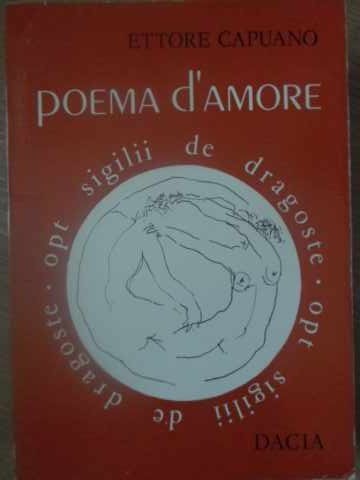 ETTORE CAPUANO
POEMA d'AMORE
opt sigilii de dragoste · opt sigilii de dragoste ·
DACIA